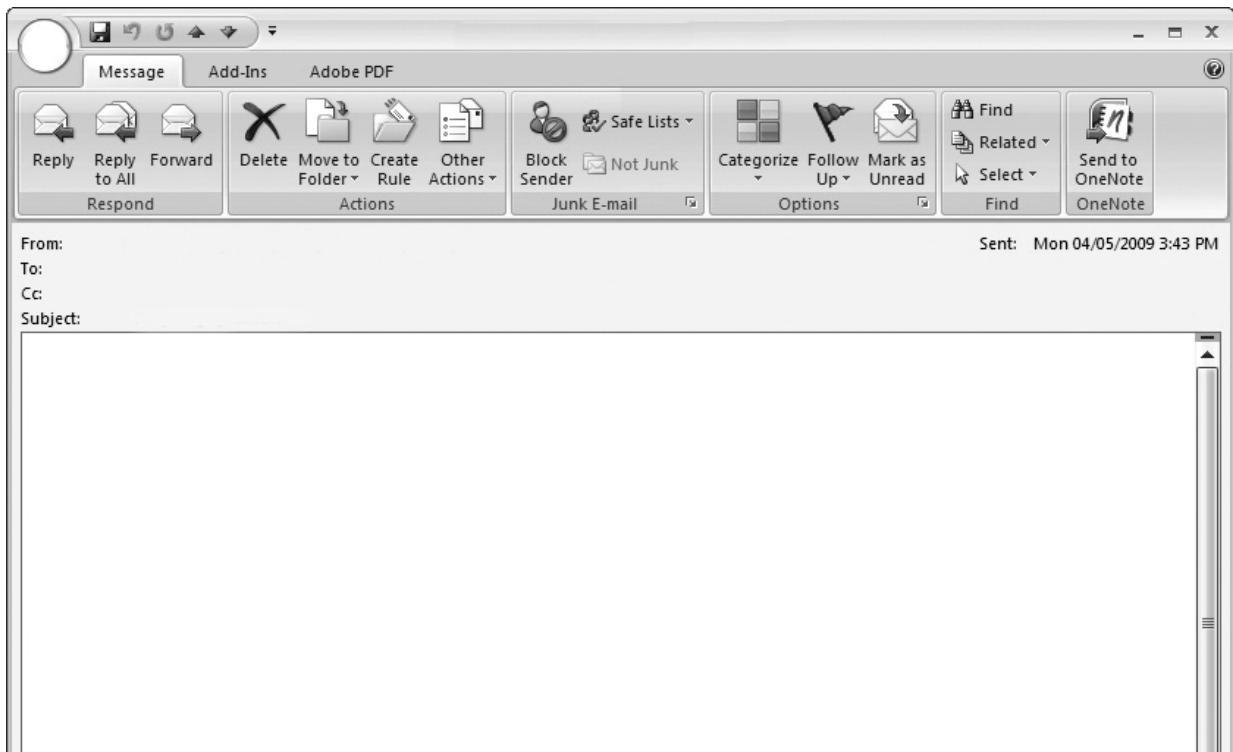 Message Add-Ins Adobe PDF
Reply Reply to All Forward Delete Move to Folder Create Rule Other Actions Block Sender Safe Lists Not Junk Categorize Follow Up Mark as Unread Find Related Select Send to OneNote
Respond Actions Junk E-mail Options Find OneNote
From: Sent: Mon 04/05/2009 3:43 PM
To:
Cc:
Subject: